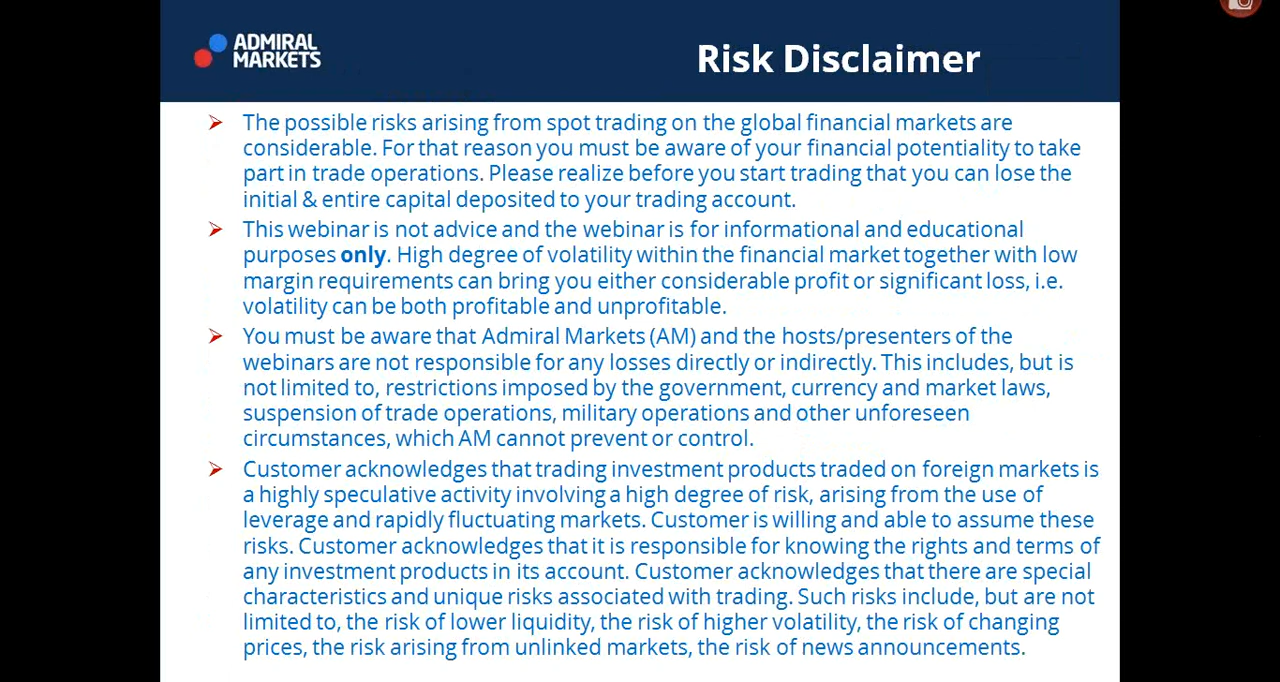 ADMIRAL
MARKETS
Risk Disclaimer
The possible risks arising from spot trading on the global financial markets are
considerable. For that reason you must be aware of your financial potentiality to take
part in trade operations. Please realize before you start trading that you can lose the
initial & entire capital deposited to your trading account.
This webinar is not advice and the webinar is for informational and educational
purposes only. High degree of volatility within the financial market together with low
margin requirements can bring you either considerable profit or significant loss, i.e.
volatility can be both profitable and unprofitable.
You must be aware that Admiral Markets (AM) and the hosts/presenters of the
webinars are not responsible for any losses directly or indirectly. This includes, but is
not limited to, restrictions imposed by the government, currency and market laws,
suspension of trade operations, military operations and other unforeseen
circumstances, which AM cannot prevent or control.
Customer acknowledges that trading investment products traded on foreign markets is
a highly speculative activity involving a high degree of risk, arising from the use of
leverage and rapidly fluctuating markets. Customer is willing and able to assume these
risks. Customer acknowledges that it is responsible for knowing the rights and terms of
any investment products in its account. Customer acknowledges that there are special
characteristics and unique risks associated with trading. Such risks include, but are not
limited to, the risk of lower liquidity, the risk of higher volatility, the risk of changing
prices, the risk arising from unlinked markets, the risk of news announcements.